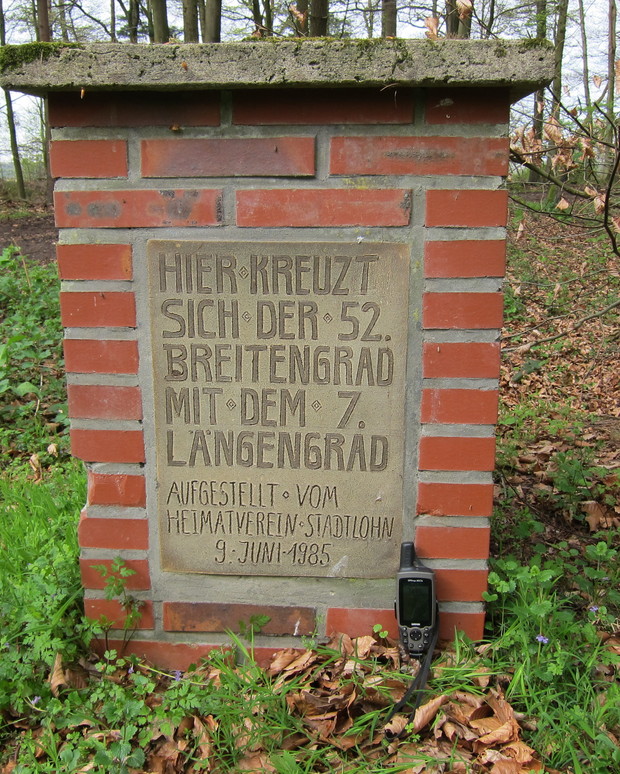 HIER◇KREUZT
SICH◇DER◇52.
BREITENGRAD
MIT◇DEM◇7.
LÄNGENGRAD
AUFGESTELLT◇VOM
HEIMATVEREIN·STADTLOHN
9·JUNI·1985